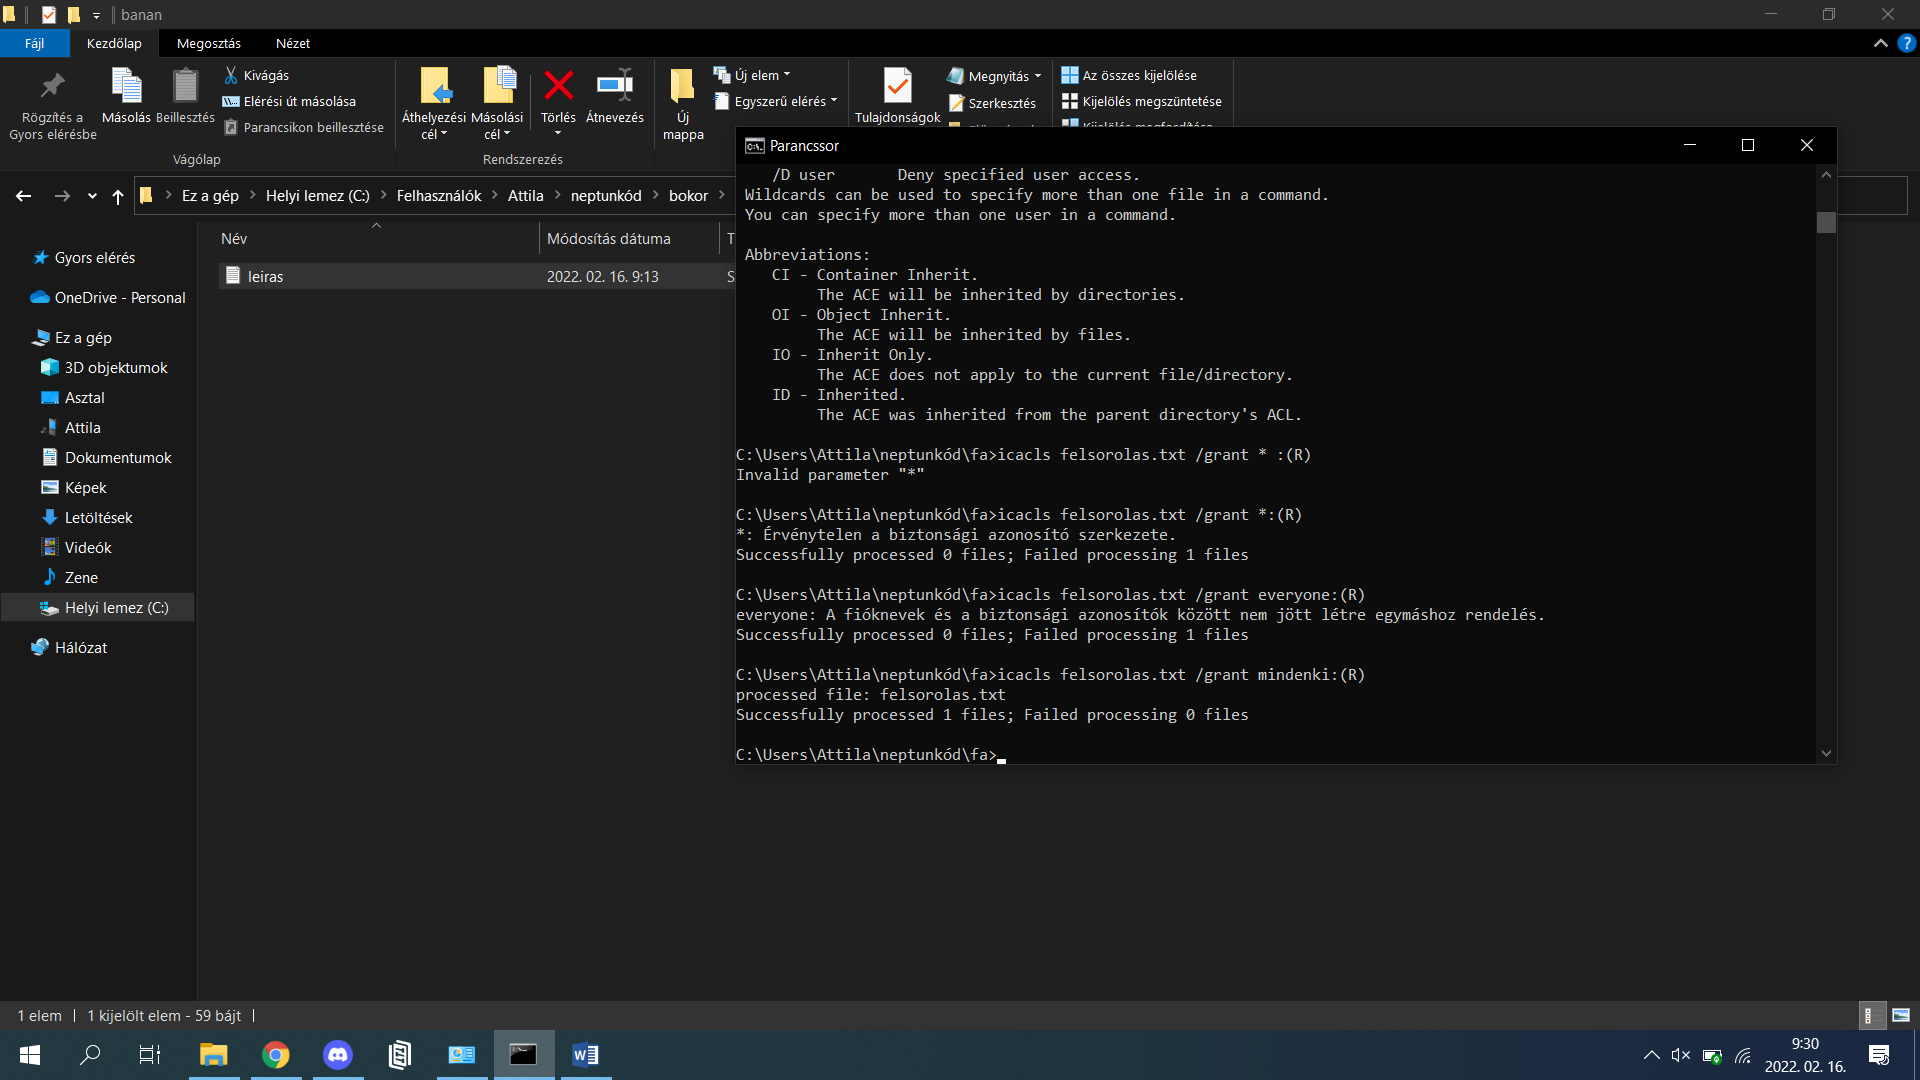 banan
Fájl
Kezdőlap
Megosztás
Nézet
Rögzítés a
Gyors elérésbe
Másolás
Beillesztés
Kivágás
Elérési út másolása
Parancsikon beillesztése
Vágólap
Áthelyezési
cél
Másolási
cél
Törlés
Átnevezés
Rendszerezés
Új
mappa
Új elem
Egyszerű elérés
Tulajdonságok
Megnyitás
Szerkesztés
Az összes kijelölése
Kijelölés megszüntetése
Kijelölés megfordítása
Ez a gép
Helyi lemez (C:)
Felhasználók
Attila
neptunkód
bokor
Név
Módosítás dátuma
T
leiras
2022. 02. 16. 9:13
S
Gyors elérés
OneDrive - Personal
Ez a gép
3D objektumok
Asztal
Attila
Dokumentumok
Képek
Letöltések
Videók
Zene
Helyi lemez (C:)
Hálózat
Parancssor
/D user       Deny specified user access.
Wildcards can be used to specify more than one file in a command.
You can specify more than one user in a command.
Abbreviations:
CI - Container Inherit.
The ACE will be inherited by directories.
OI - Object Inherit.
The ACE will be inherited by files.
IO - Inherit Only.
The ACE does not apply to the current file/directory.
ID - Inherited.
The ACE was inherited from the parent directory's ACL.
C:\Users\Attila\neptunkód\fa>icacls felsorolas.txt /grant * :(R)
Invalid parameter "*"
C:\Users\Attila\neptunkód\fa>icacls felsorolas.txt /grant *:(R)
*: Érvénytelen a biztonsági azonosító szerkezete.
Successfully processed 0 files; Failed processing 1 files
C:\Users\Attila\neptunkód\fa>icacls felsorolas.txt /grant everyone:(R)
everyone: A fióknevek és a biztonsági azonosítók között nem jött létre egymáshoz rendelés.
Successfully processed 0 files; Failed processing 1 files
C:\Users\Attila\neptunkód\fa>icacls felsorolas.txt /grant mindenki:(R)
processed file: felsorolas.txt
Successfully processed 1 files; Failed processing 0 files
C:\Users\Attila\neptunkód\fa>
1 elem
1 kijelölt elem - 59 bájt
9:30
2022. 02. 16.